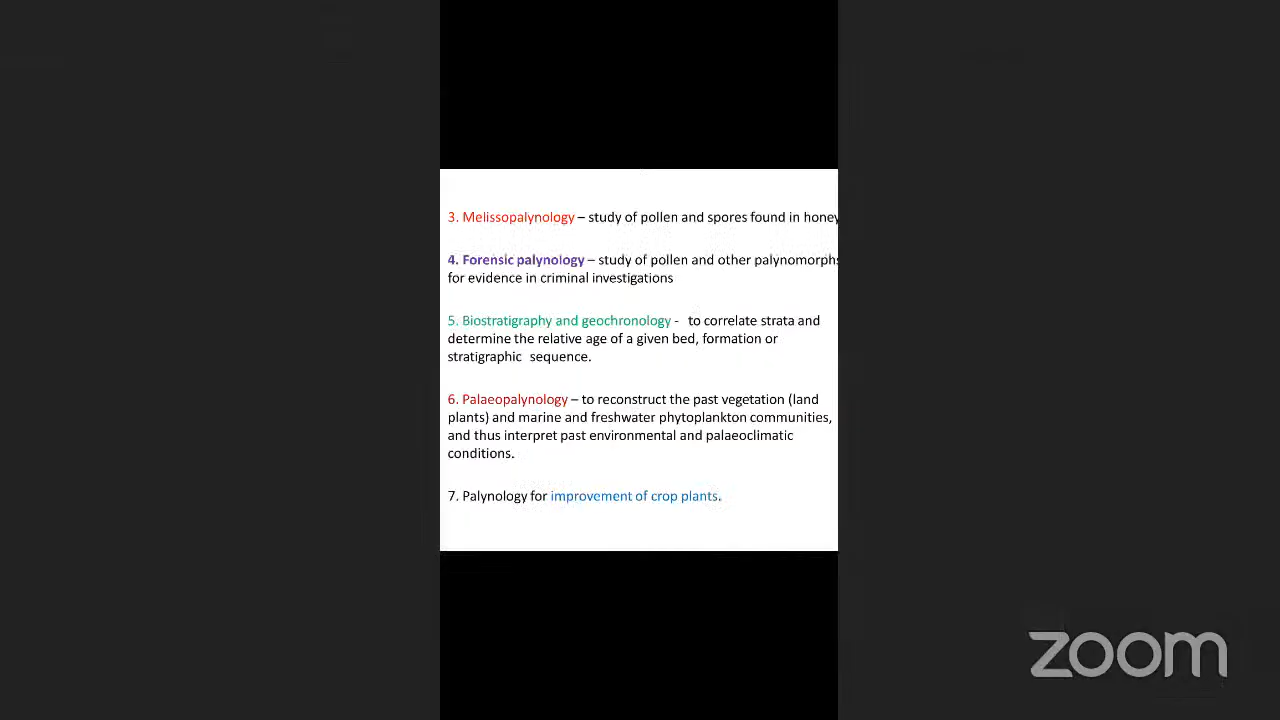 3. Melissopalynology – study of pollen and spores found in honey
4. Forensic palynology – study of pollen and other palynomorphs
for evidence in criminal investigations
5. Biostratigraphy and geochronology - to correlate strata and
determine the relative age of a given bed, formation or
stratigraphic sequence.
6. Palaeopalynology – to reconstruct the past vegetation (land
plants) and marine and freshwater phytoplankton communities,
and thus interpret past environmental and palaeoclimatic
conditions.
7. Palynology for improvement of crop plants.
zoom